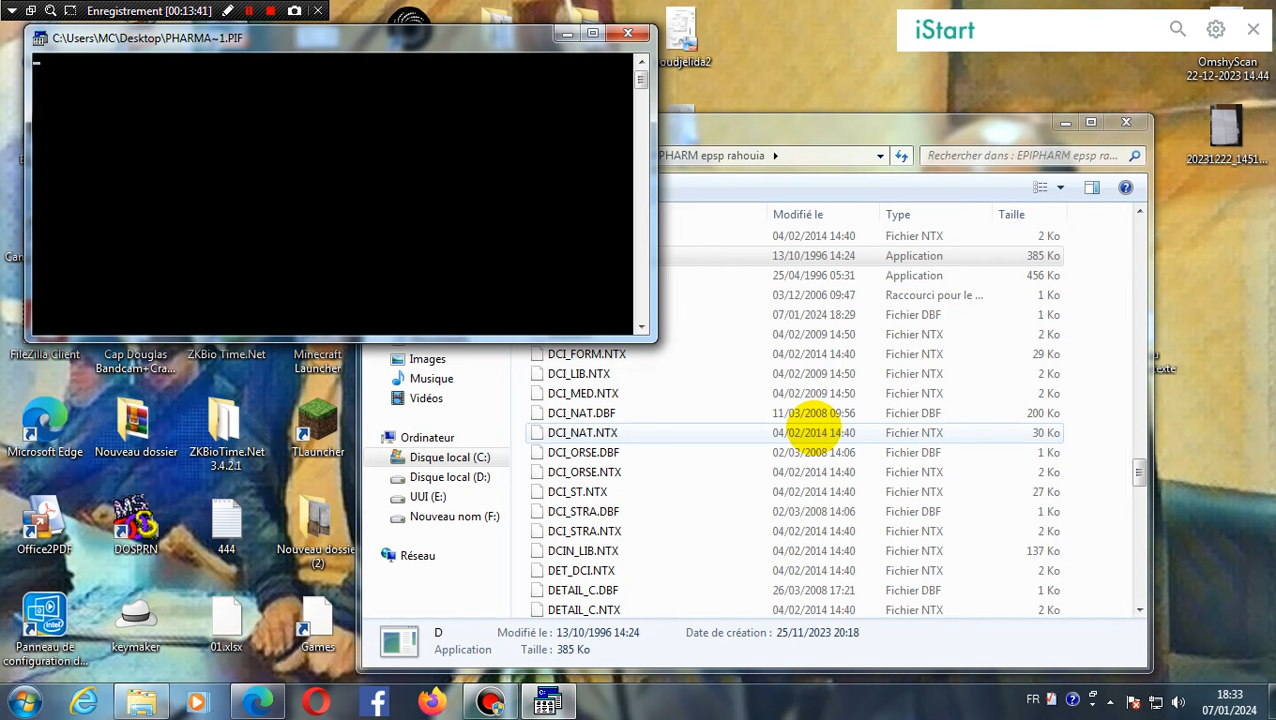 Enregistrement [00:13:41]
C:\Users\MC\Desktop\PHARMA~1.PIF
iStart
oudjelida2
OmshyScan
22-12-2023 14.44
20231222_1451...
PHARM epsp rahouia
Rechercher dans : EPIPHARM epsp ra...
Modifié le Type Taille
04/02/2014 14:40 Fichier NTX 2 Ko
13/10/1996 14:24 Application 385 Ko
25/04/1996 05:31 Application 456 Ko
03/12/2006 09:47 Raccourci pour le ... 1 Ko
07/01/2024 18:29 Fichier DBF 1 Ko
04/02/2009 14:50 Fichier NTX 2 Ko
DCI_FORM.NTX 04/02/2014 14:40 Fichier NTX 29 Ko
DCI_LIB.NTX 04/02/2009 14:50 Fichier NTX 2 Ko
DCI_MED.NTX 04/02/2009 14:50 Fichier NTX 2 Ko
DCI_NAT.DBF 11/03/2008 09:56 Fichier DBF 200 Ko
DCI_NAT.NTX 04/02/2014 14:40 Fichier NTX 30 Ko
DCI_ORSE.DBF 02/03/2008 14:06 Fichier DBF 1 Ko
DCI_ORSE.NTX 04/02/2014 14:40 Fichier NTX 2 Ko
DCI_ST.NTX 04/02/2014 14:40 Fichier NTX 27 Ko
DCI_STRA.DBF 02/03/2008 14:06 Fichier DBF 1 Ko
DCI_STRA.NTX 04/02/2014 14:40 Fichier NTX 2 Ko
DCIN_LIB.NTX 04/02/2014 14:40 Fichier NTX 137 Ko
DET_DCI.NTX 04/02/2014 14:40 Fichier NTX 2 Ko
DETAIL_C.DBF 26/03/2008 17:21 Fichier DBF 1 Ko
DETAIL_C.NTX 04/02/2014 14:40 Fichier NTX 2 Ko
Images
Musique
Vidéos
Ordinateur
Disque local (C:)
Disque local (D:)
UUI (E:)
Nouveau nom (F:)
Réseau
D Modifié le : 13/10/1996 14:24 Date de création : 25/11/2023 20:18
Application Taille : 385 Ko
FileZilla Client
Cap Douglas
Bandcam+Cra...
ZKBio Time.Net
Minecraft
Launcher
Microsoft Edge
Nouveau dossier
ZKBioTime.Net
3.4.2.1
TLauncher
Office2PDF
DOSPRN
444
Nouveau dossier
(2)
Panneau de
configuration d...
keymaker
01.xlsx
Games
FR
18:33
07/01/2024